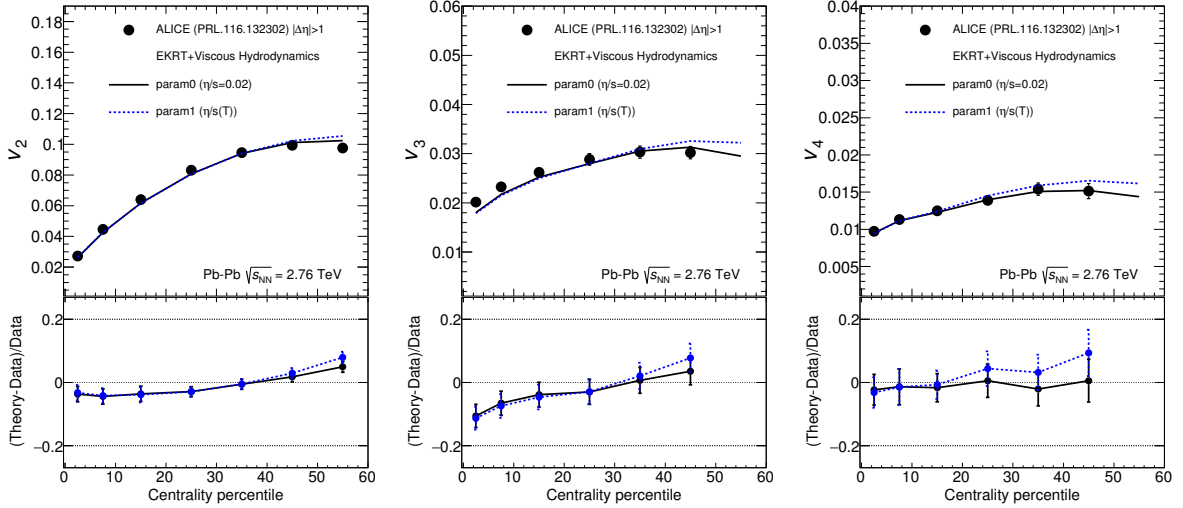 0.18
0.16
0.14
0.12
0.1
0.08
0.06
0.04
0.02
v2
ALICE (PRL.116.132302) |Δη|>1
EKRT+Viscous Hydrodynamics
param0 (η/s=0.02)
param1 (η/s(T))
Pb-Pb √sNN = 2.76 TeV
0.2
0
−0.2
(Theory-Data)/Data
0 10 20 30 40 50 60
Centrality percentile
0.06
0.05
0.04
0.03
0.02
0.01
v3
ALICE (PRL.116.132302) |Δη|>1
EKRT+Viscous Hydrodynamics
param0 (η/s=0.02)
param1 (η/s(T))
Pb-Pb √sNN = 2.76 TeV
0.2
0
−0.2
(Theory-Data)/Data
0 10 20 30 40 50 60
Centrality percentile
0.04
0.035
0.03
0.025
0.02
0.015
0.01
0.005
v4
ALICE (PRL.116.132302) |Δη|>1
EKRT+Viscous Hydrodynamics
param0 (η/s=0.02)
param1 (η/s(T))
Pb-Pb √sNN = 2.76 TeV
0.2
0
−0.2
(Theory-Data)/Data
0 10 20 30 40 50 60
Centrality percentile